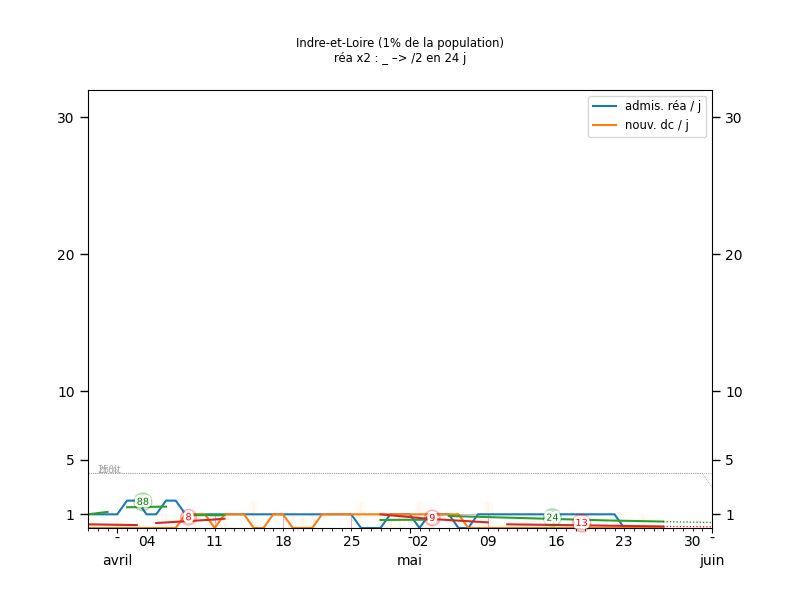 Indre-et-Loire (1% de la population)
réa x2 : _ –> /2 en 24 j
admis. réa / j
nouv. dc / j
30 30
20 20
10 10
5 5
1 1
88
8
9
24
13
- 04 11 18 25 -02 09 16 23 30 -
avril mai juin